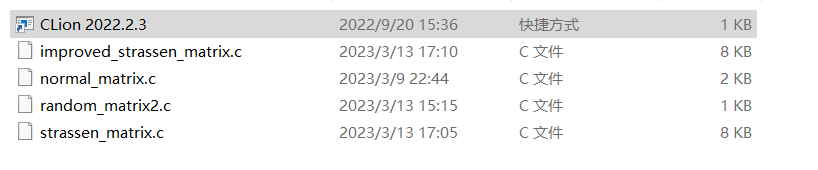 CLion 2022.2.3 2022/9/20 15:36 快捷方式 1 KB
improved_strassen_matrix.c 2023/3/13 17:10 C 文件 8 KB
normal_matrix.c 2023/3/9 22:44 C 文件 2 KB
random_matrix2.c 2023/3/13 15:15 C 文件 1 KB
strassen_matrix.c 2023/3/13 17:05 C 文件 8 KB